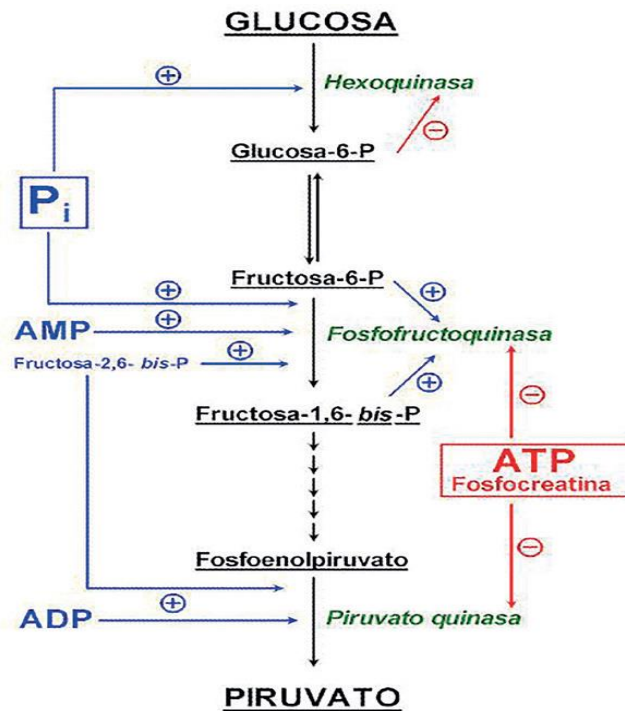 GLUCOSA
+
Hexoquinasa
−
Glucosa-6-P
Pi
Fructosa-6-P
+
+
AMP
+
Fosfofructoquinasa
Fructosa-2,6- bis-P
+
+
−
Fructosa-1,6- bis -P
ATP
Fosfocreatina
−
Fosfoenolpiruvato
ADP
+
Piruvato quinasa
PIRUVATO